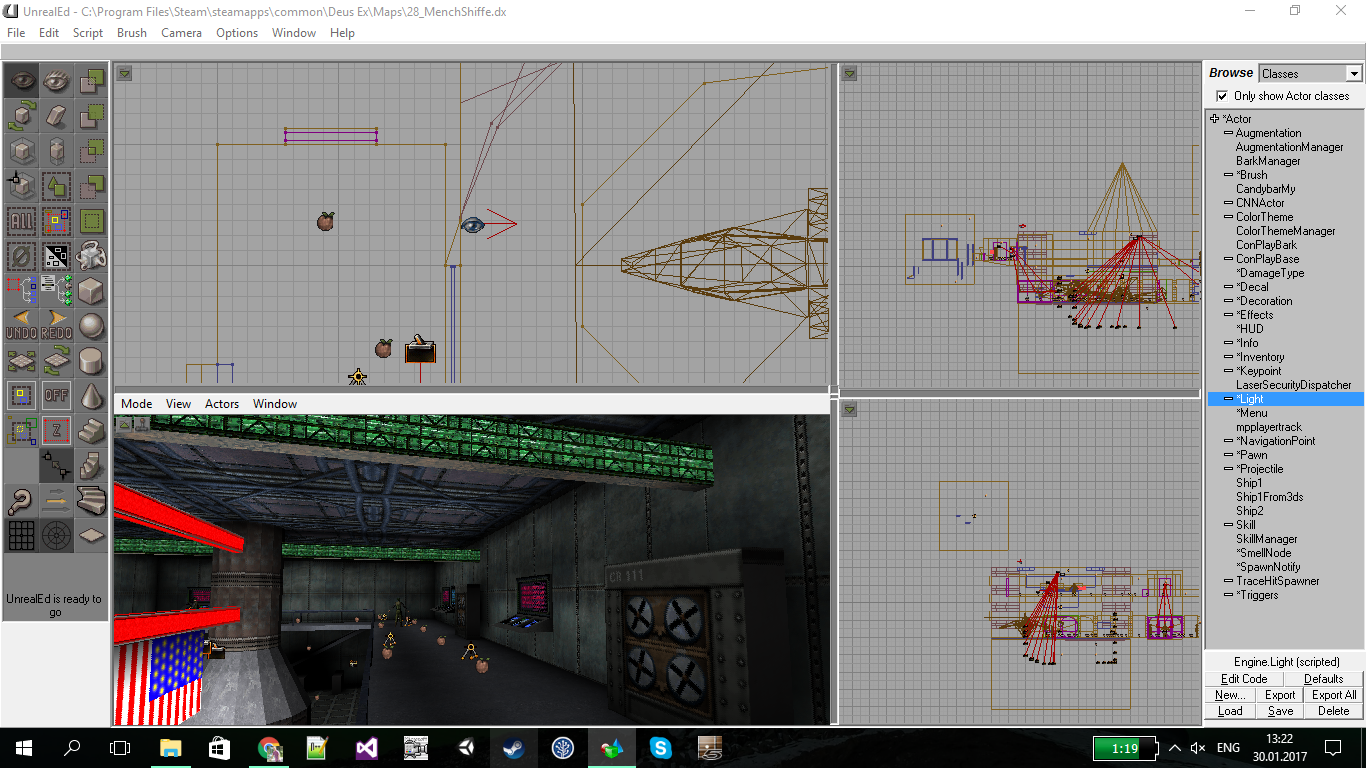 UnrealEd - C:\Program Files\Steam\steamapps\common\Deus Ex\Maps\28_MenchShiffe.dx
File Edit Script Brush Camera Options Window Help
Browse Classes
Only show Actor classes
*Actor
Augmentation
AugmentationManager
BarkManager
*Brush
CandybarMy
*CNNActor
ColorTheme
ColorThemeManager
ConPlayBark
ConPlayBase
*DamageType
*Decal
*Decoration
*Effects
*HUD
*Info
*Inventory
*Keypoint
LaserSecurityDispatcher
*Light
*Menu
mpplayertrack
*NavigationPoint
*Pawn
*Projectile
Ship1
Ship1From3ds
Ship2
Skill
SkillManager
*SmellNode
*SpawnNotify
TraceHitSpawner
*Triggers
ALL
UNDO REDO
OFF
Z
UnrealEd is ready to
go
Mode View Actors Window
CR 111
Engine.Light (scripted)
Edit Code Defaults
New... Export Export All
Load Save Delete
1:19 ENG 13:22
30.01.2017